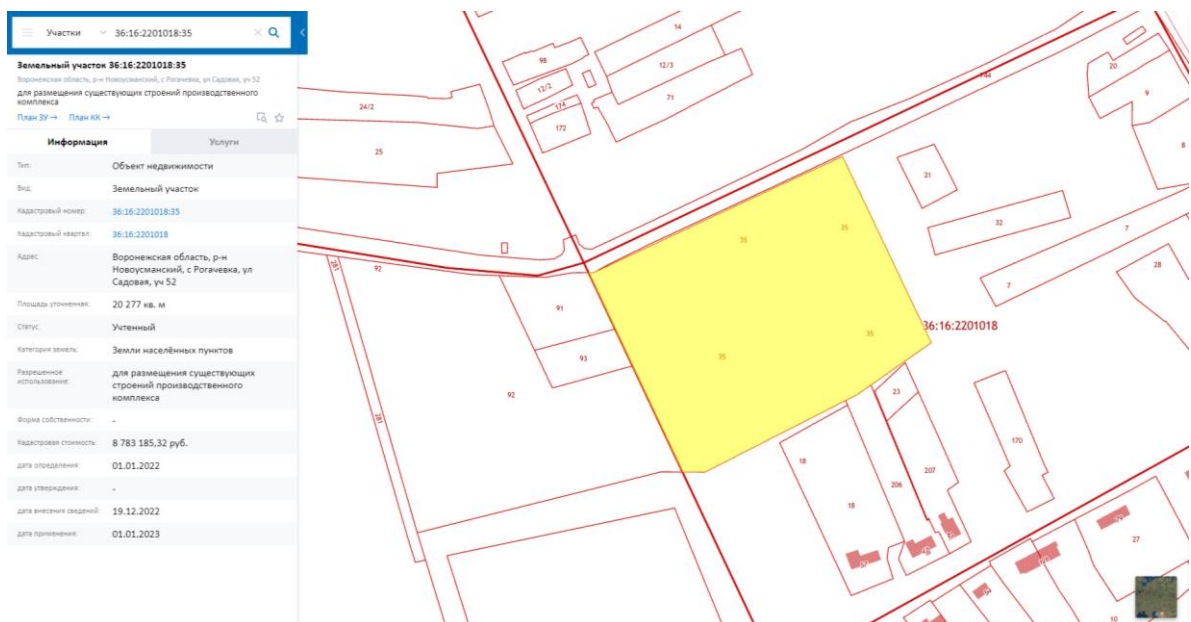 Участки 36:16:2201018:35
Земельный участок 36:16:2201018:35
Воронежская область, р-н Новоусманский, с Рогачевка, ул Садовая, уч 52
для размещения существующих строений производственного
комплекса
План ЗУ → План КК →
Информация Услуги
Тип: Объект недвижимости
Вид: Земельный участок
Кадастровый номер: 36:16:2201018:35
Кадастровый квартал: 36:16:2201018
Адрес: Воронежская область, р-н
Новоусманский, с Рогачевка, ул
Садовая, уч 52
Площадь уточненная: 20 277 кв. м
Статус: Учтенный
Категория земель: Земли населённых пунктов
Разрешенное
использование:
для размещения существующих
строений производственного
комплекса
Форма собственности: -
Кадастровая стоимость: 8 783 185,32 руб.
дата определения: 01.01.2022
дата утверждения: -
дата внесения сведений: 19.12.2022
дата применения: 01.01.2023
14
98
12/3
12/2
71
174
172
24/2
25
144
20
9
8
21
32
7
7
28
35
35
35
35
36:16:2201018
281
92
91
93
92
281
23
170
18
18
206
207
27
10